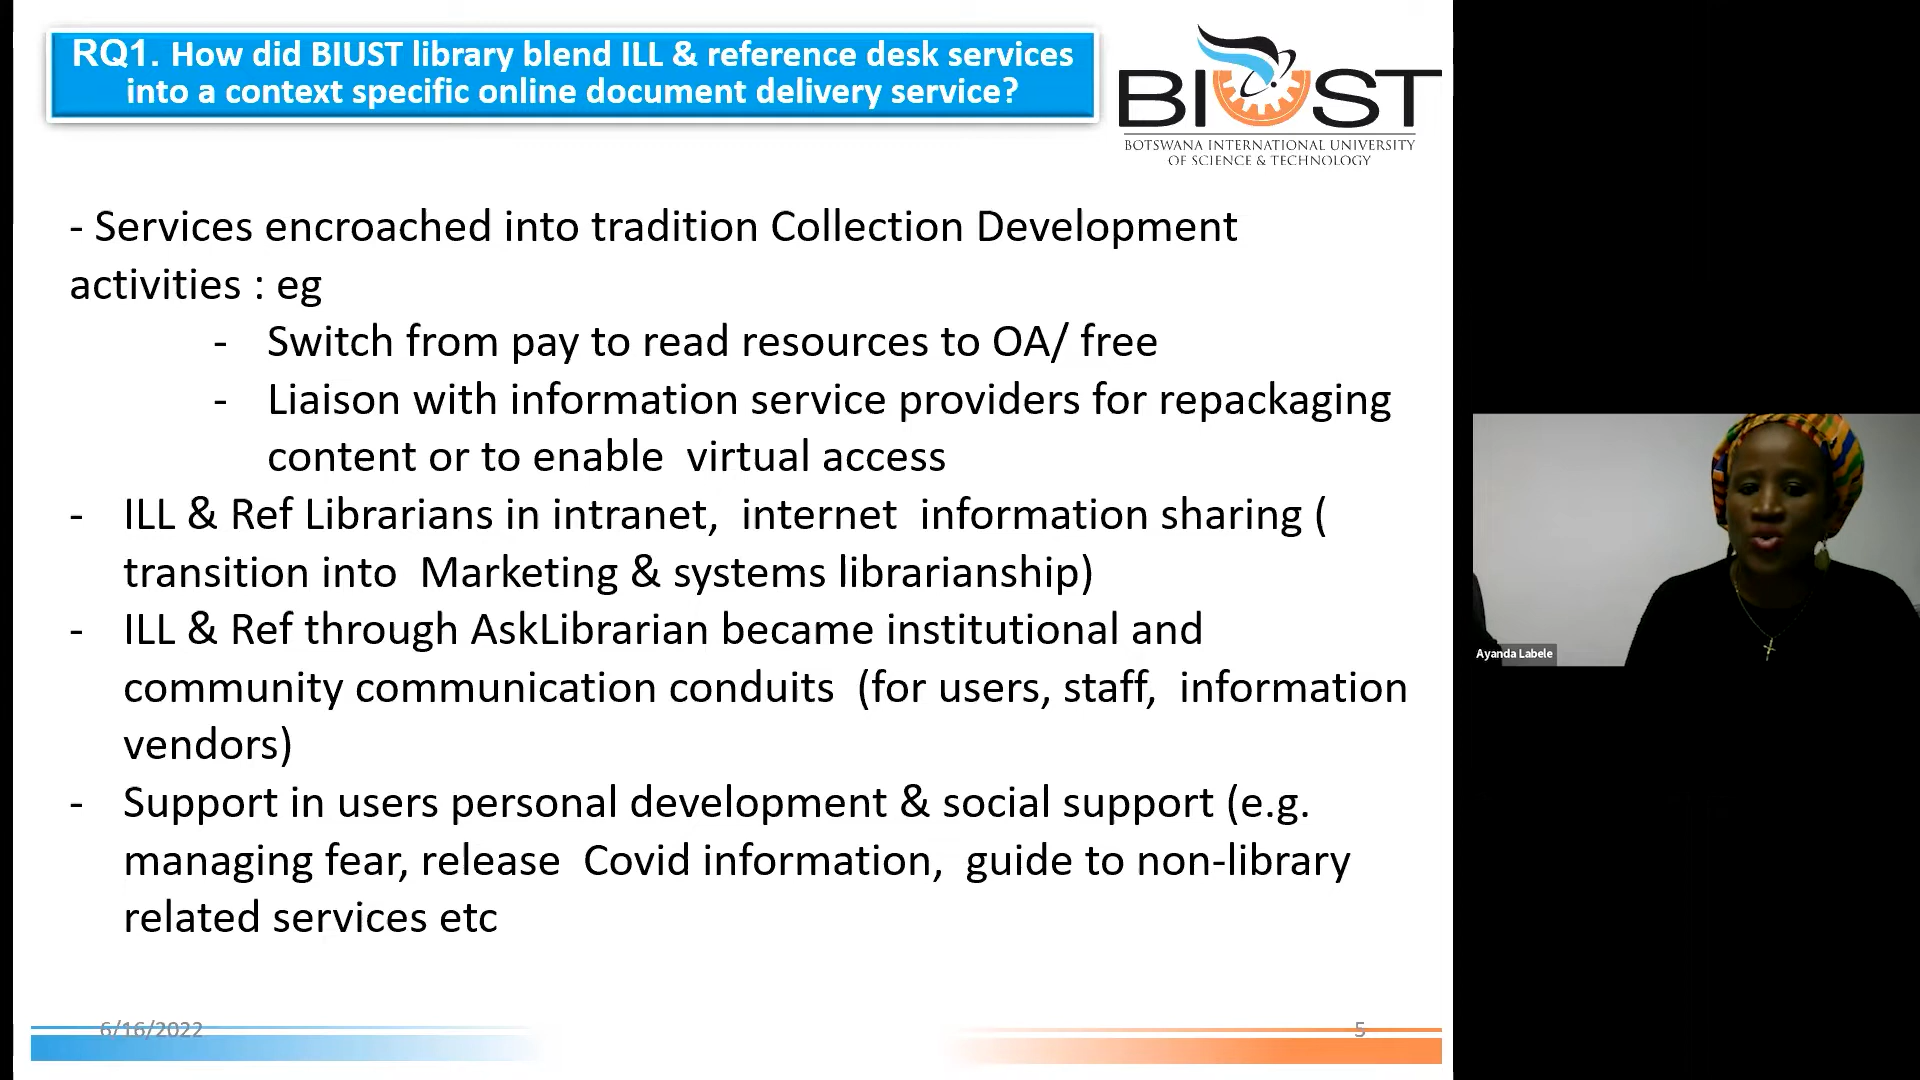 RQ1. How did BIUST library blend ILL & reference desk services
into a context specific online document delivery service?
BIUST
BOTSWANA INTERNATIONAL UNIVERSITY
OF SCIENCE & TECHNOLOGY
- Services encroached into tradition Collection Development
activities : eg
- Switch from pay to read resources to OA/ free
- Liaison with information service providers for repackaging
content or to enable  virtual access
- ILL & Ref Librarians in intranet,  internet  information sharing (
transition into  Marketing & systems librarianship)
- ILL & Ref through AskLibrarian became institutional and
community communication conduits  (for users, staff,  information
vendors)
- Support in users personal development & social support (e.g.
managing fear, release  Covid information,  guide to non-library
related services etc
Ayanda Labele
6/16/2022
5